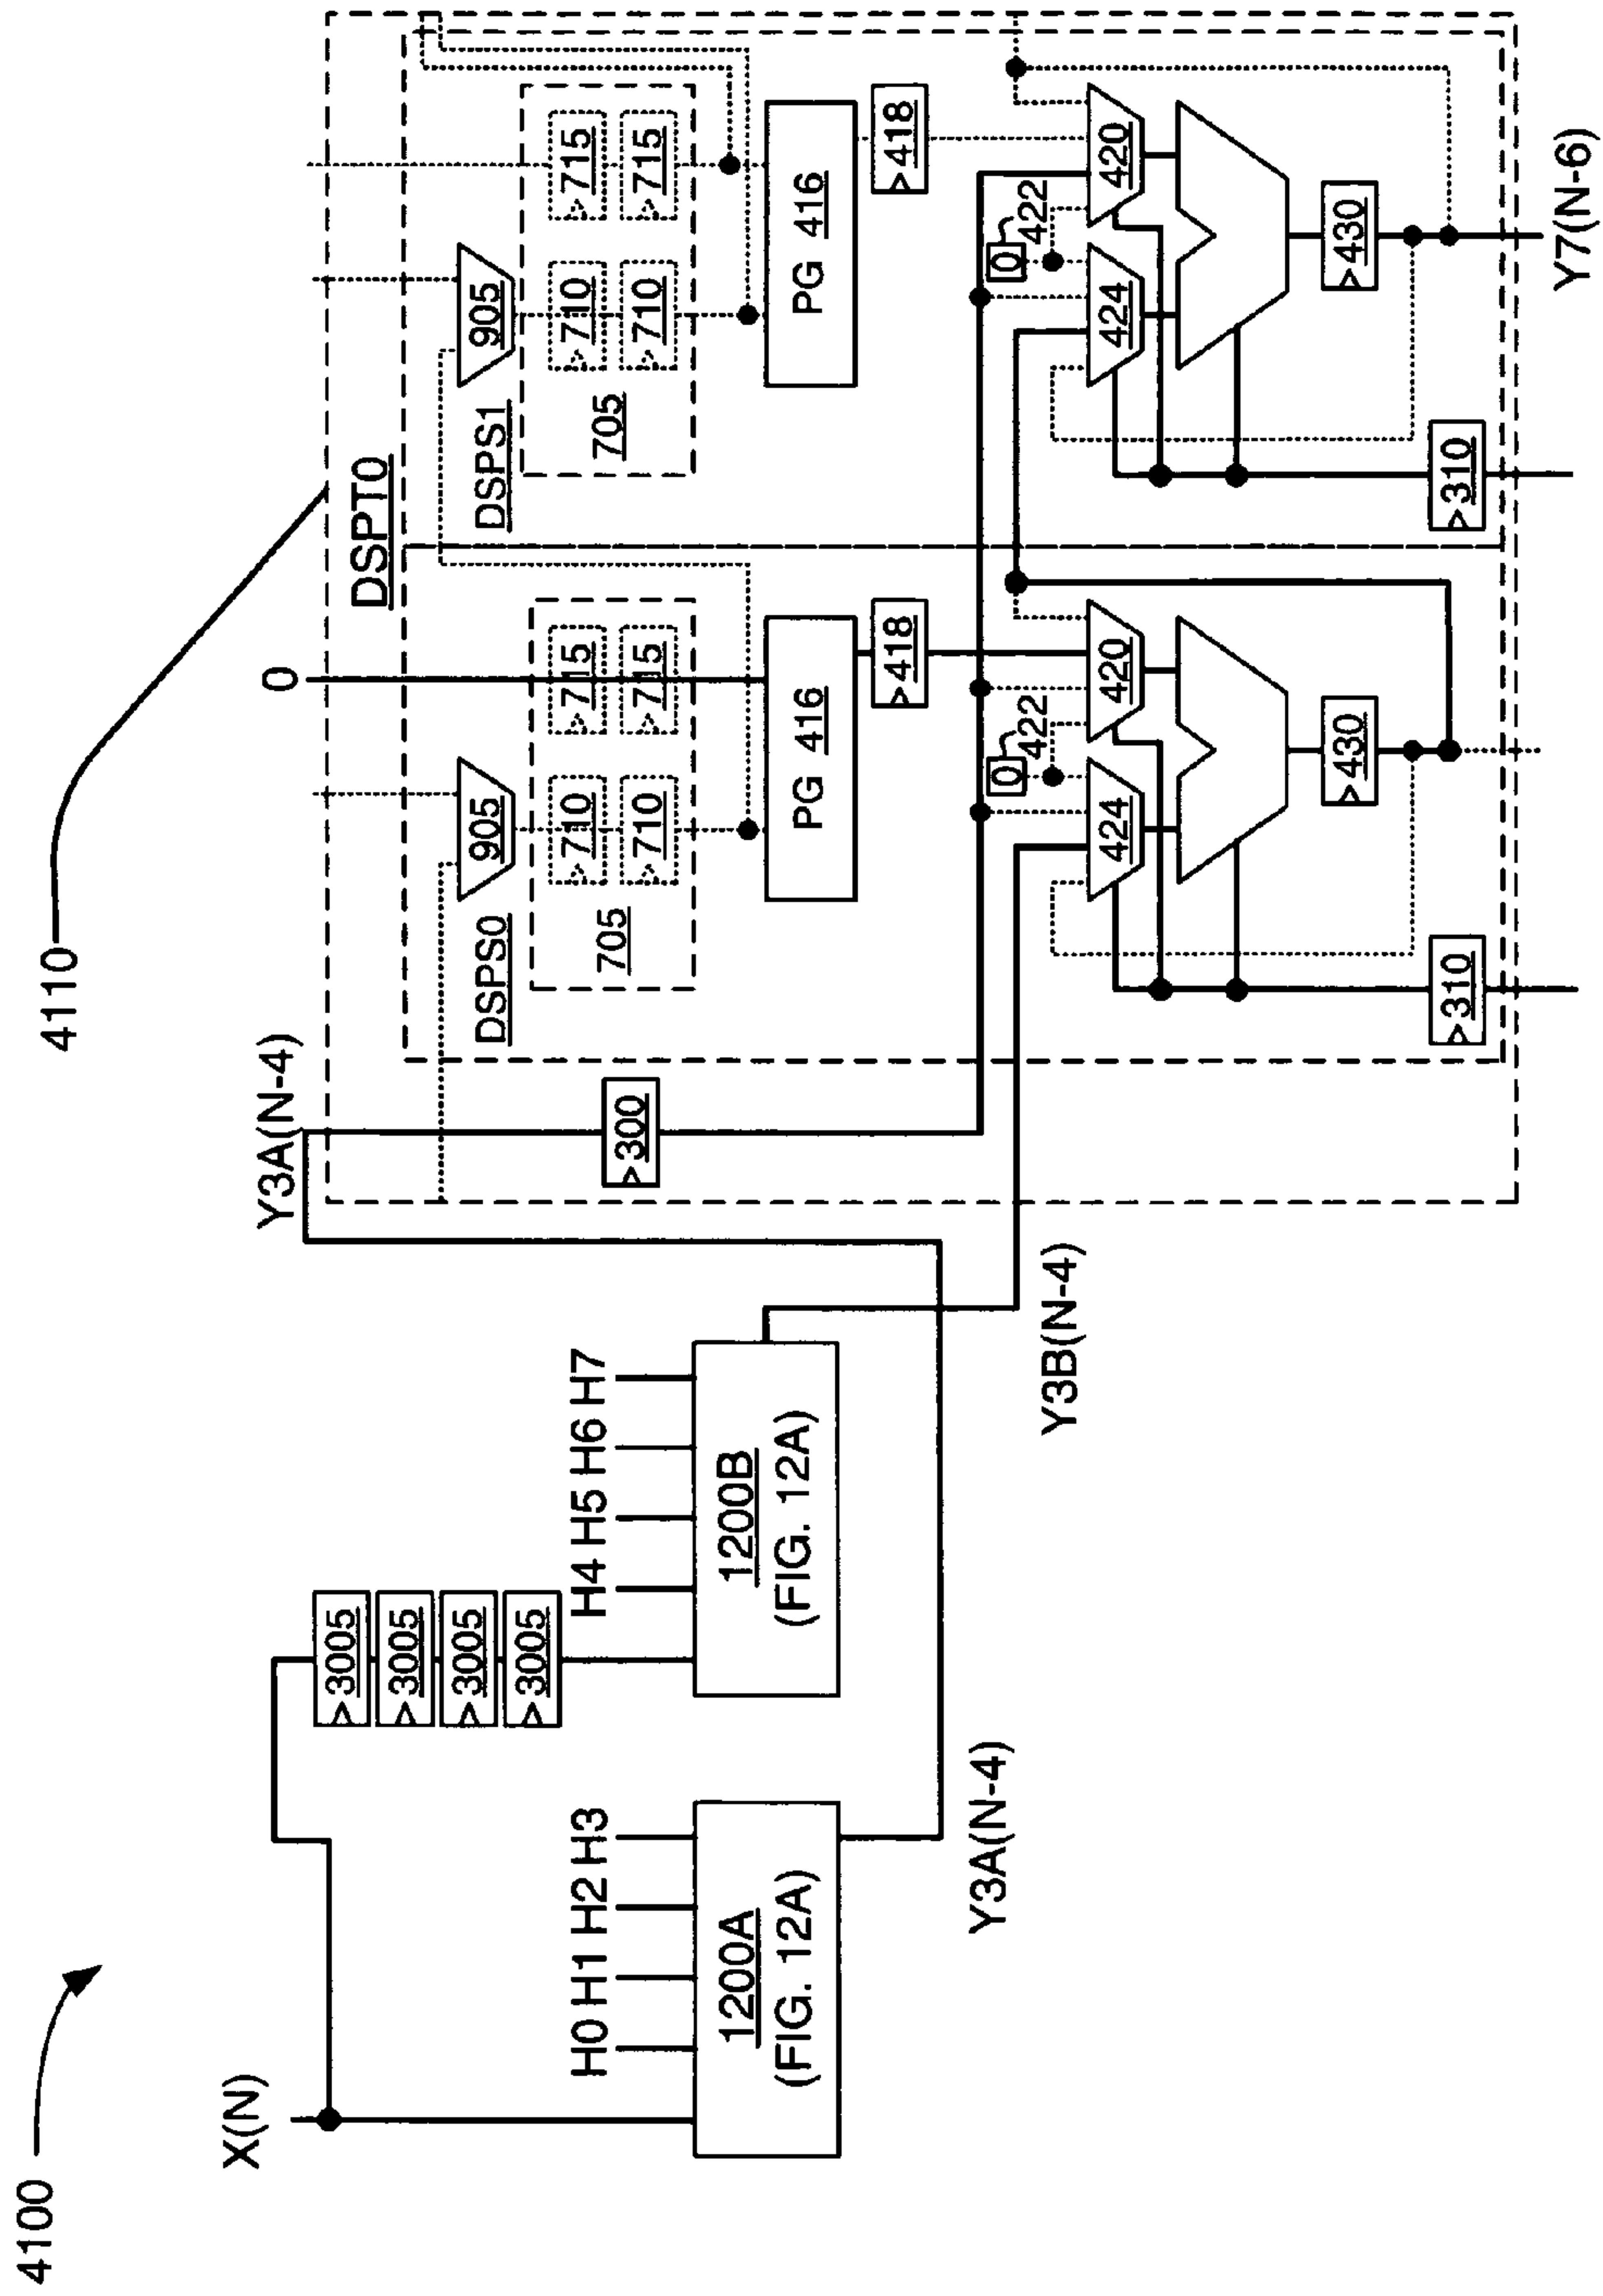 4100
4110
X(N)
Y3A(N-4)
0
DSPT0
>3005
>3005
>3005
>3005
DSPS0
905
DSPS1
905
H0 H1 H2 H3
H4 H5 H6 H7
>300
705
>710
>715
>710
>715
705
>710
>715
>710
>715
1200A
(FIG. 12A)
1200B
(FIG. 12A)
PG 416
PG 416
>418
>418
Y3A(N-4)
Y3B(N-4)
0
422
0
422
424
420
424
420
>430
>430
>310
>310
Y7(N-6)